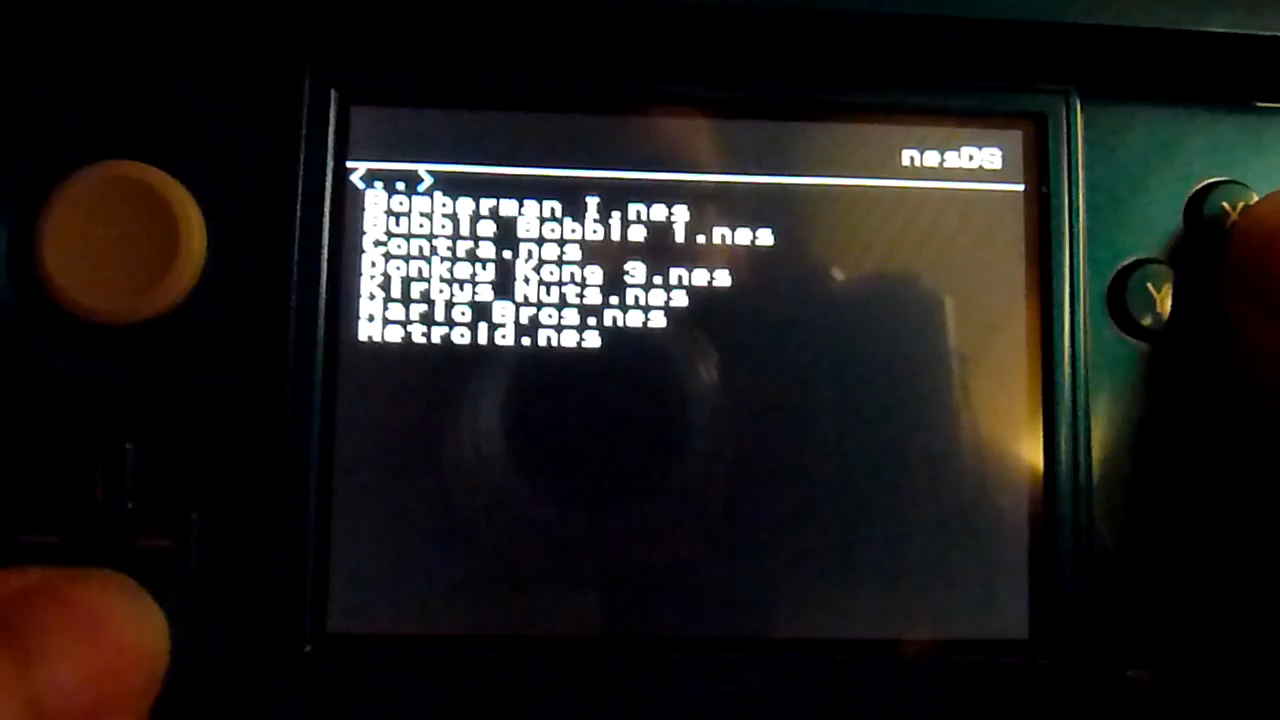 nesDS
<..>
Bomberman I.nes
Bubble Bobble 1.nes
Contra.nes
Donkey Kong 3.nes
Kirbys Nuts.nes
Mario Bros.nes
Metroid.nes
X
Y